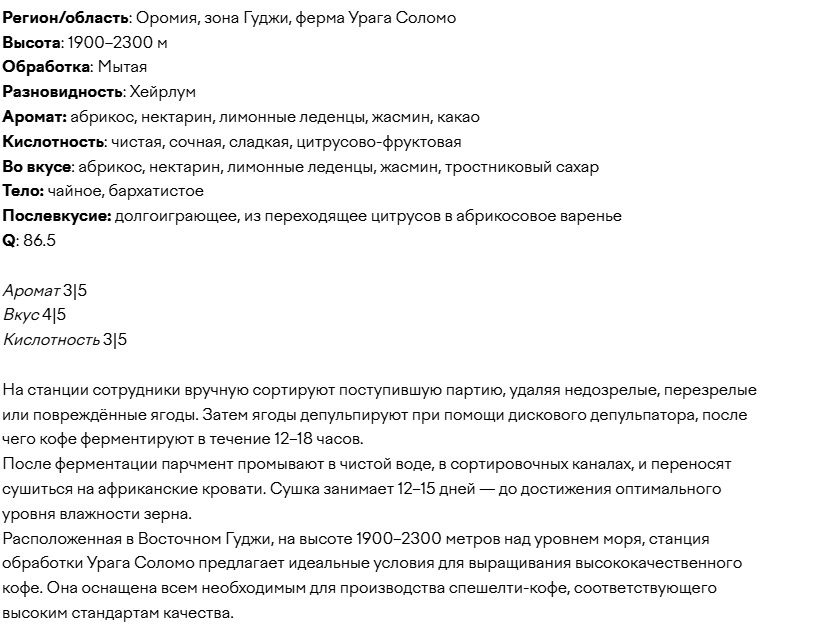 Регион/область: Оромия, зона Гуджи, ферма Урага Соломо
Высота: 1900–2300 м
Обработка: Мытая
Разновидность: Хейрлум
Аромат: абрикос, нектарин, лимонные леденцы, жасмин, какао
Кислотность: чистая, сочная, сладкая, цитрусово-фруктовая
Во вкусе: абрикос, нектарин, лимонные леденцы, жасмин, тростниковый сахар
Тело: чайное, бархатистое
Послевкусие: долгоиграющее, из переходящее цитрусов в абрикосовое варенье
Q: 86.5
Аромат 3|5
Вкус 4|5
Кислотность 3|5
На станции сотрудники вручную сортируют поступившую партию, удаляя недозрелые, перезрелые
или повреждённые ягоды. Затем ягоды депульпируют при помощи дискового депульпатора, после
чего кофе ферментируют в течение 12–18 часов.
После ферментации парчмент промывают в чистой воде, в сортировочных каналах, и переносят
сушиться на африканские кровати. Сушка занимает 12–15 дней — до достижения оптимального
уровня влажности зерна.
Расположенная в Восточном Гуджи, на высоте 1900–2300 метров над уровнем моря, станция
обработки Урага Соломо предлагает идеальные условия для выращивания высококачественного
кофе. Она оснащена всем необходимым для производства спешелти-кофе, соответствующего
высоким стандартам качества.